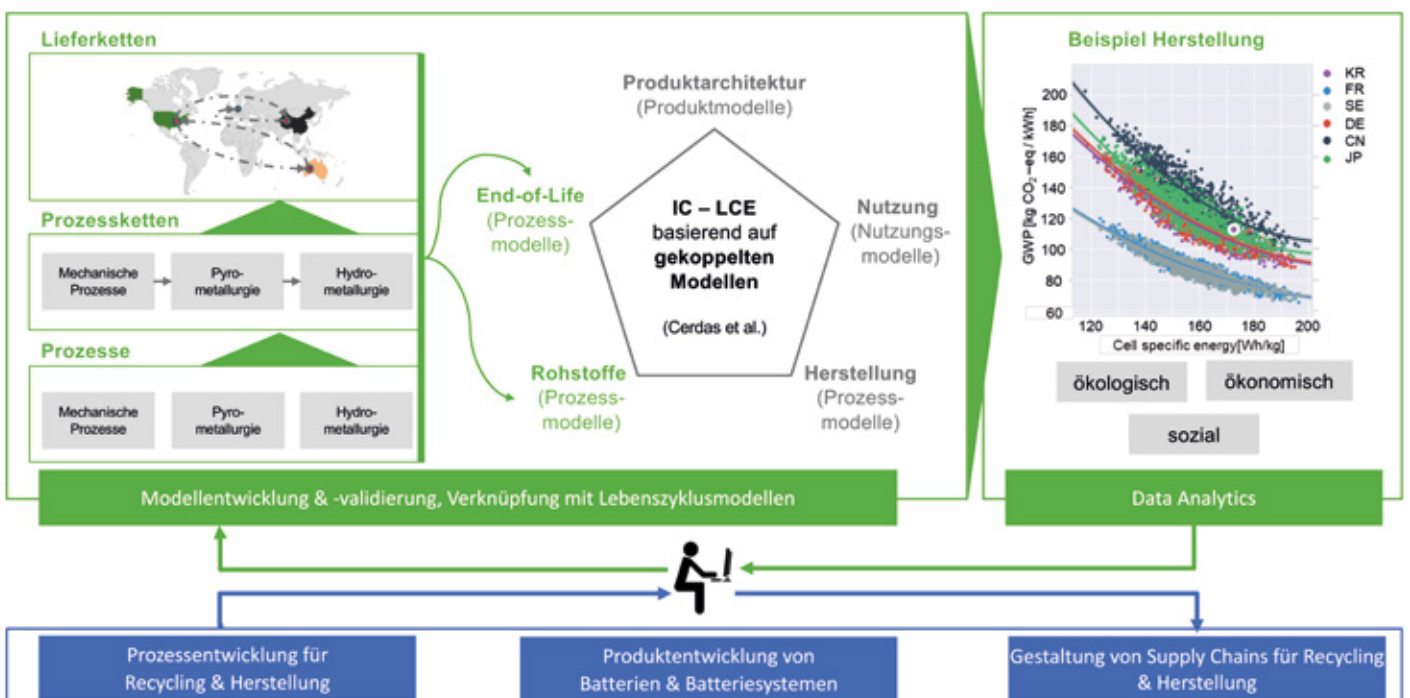 Lieferketten
Prozessketten
Mechanische
Prozesse
Pyro-
metallurgie
Hydro-
metallurgie
Prozesse
Mechanische
Prozesse
Pyro-
metallurgie
Hydro-
metallurgie
Produktarchitektur
(Produktmodelle)
End-of-Life
(Prozess-
modelle)
IC – LCE
basierend auf
gekoppelten
Modellen
(Cerdas et al.)
Nutzung
(Nutzungs-
modelle)
Rohstoffe
(Prozess-
modelle)
Herstellung
(Prozess-
modelle)
Modellentwicklung & -validierung, Verknüpfung mit Lebenszyklusmodellen
Beispiel Herstellung
GWP [kg CO₂–eq / kWh]
200
180
160
140
120
100
80
60
120
140
160
180
200
Cell specific energy[Wh/kg]
KR
FR
SE
DE
CN
JP
ökologisch
ökonomisch
sozial
Data Analytics
Prozessentwicklung für
Recycling & Herstellung
Produktentwicklung von
Batterien & Batteriesystemen
Gestaltung von Supply Chains für Recycling
& Herstellung